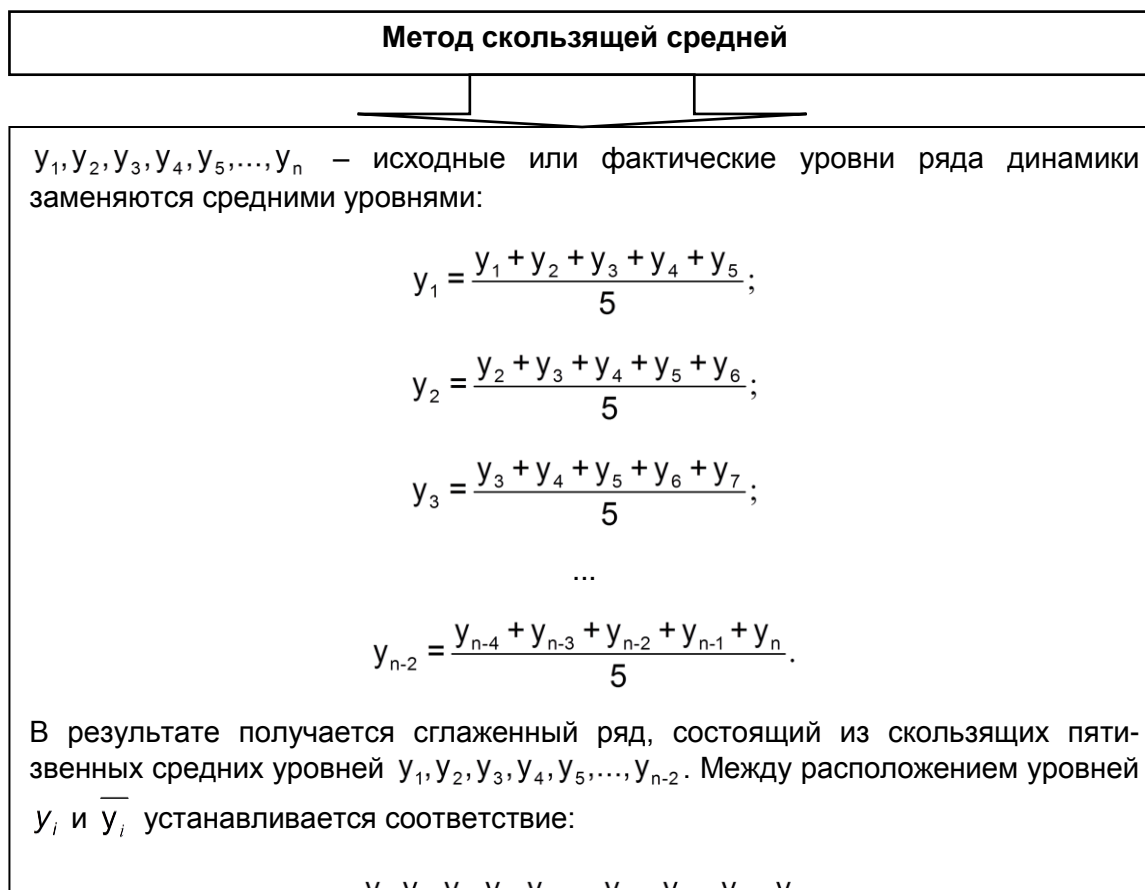 Метод скользящей средней
y₁, y₂, y₃, y₄, y₅, ..., yₙ – исходные или фактические уровни ряда динамики
заменяются средними уровнями:
y₁ = (y₁ + y₂ + y₃ + y₄ + y₅) / 5;
y₂ = (y₂ + y₃ + y₄ + y₅ + y₆) / 5;
y₃ = (y₃ + y₄ + y₅ + y₆ + y₇) / 5;
...
yₙ₋₂ = (yₙ₋₄ + yₙ₋₃ + yₙ₋₂ + yₙ₋₁ + yₙ) / 5.
В результате получается сглаженный ряд, состоящий из скользящих пяти-
звенных средних уровней y₁, y₂, y₃, y₄, y₅, ..., yₙ₋₂. Между расположением уровней
yᵢ и y̅ᵢ устанавливается соответствие: